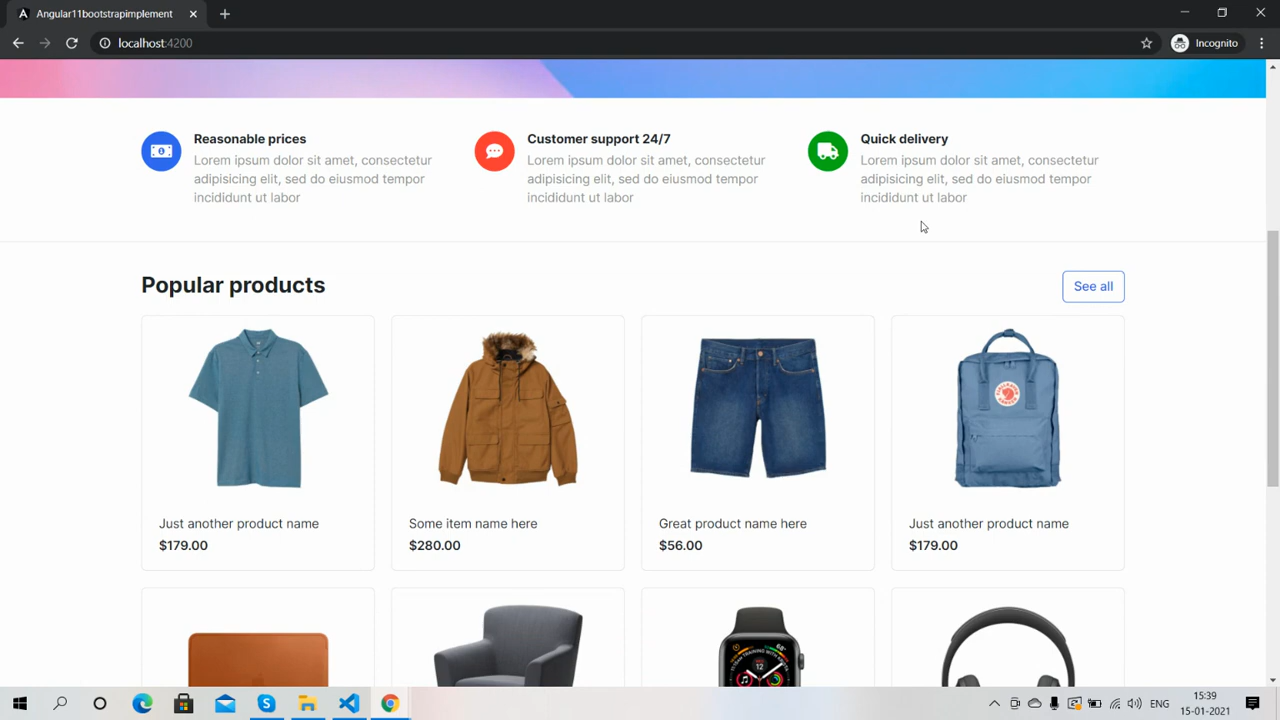 Angular11bootstrapimplement
localhost:4200
Incognito
Reasonable prices
Lorem ipsum dolor sit amet, consectetur
adipisicing elit, sed do eiusmod tempor
incididunt ut labor
Customer support 24/7
Lorem ipsum dolor sit amet, consectetur
adipisicing elit, sed do eiusmod tempor
incididunt ut labor
Quick delivery
Lorem ipsum dolor sit amet, consectetur
adipisicing elit, sed do eiusmod tempor
incididunt ut labor
Popular products
See all
Just another product name
$179.00
Some item name here
$280.00
Great product name here
$56.00
Just another product name
$179.00
ENG
15:39
15-01-2021